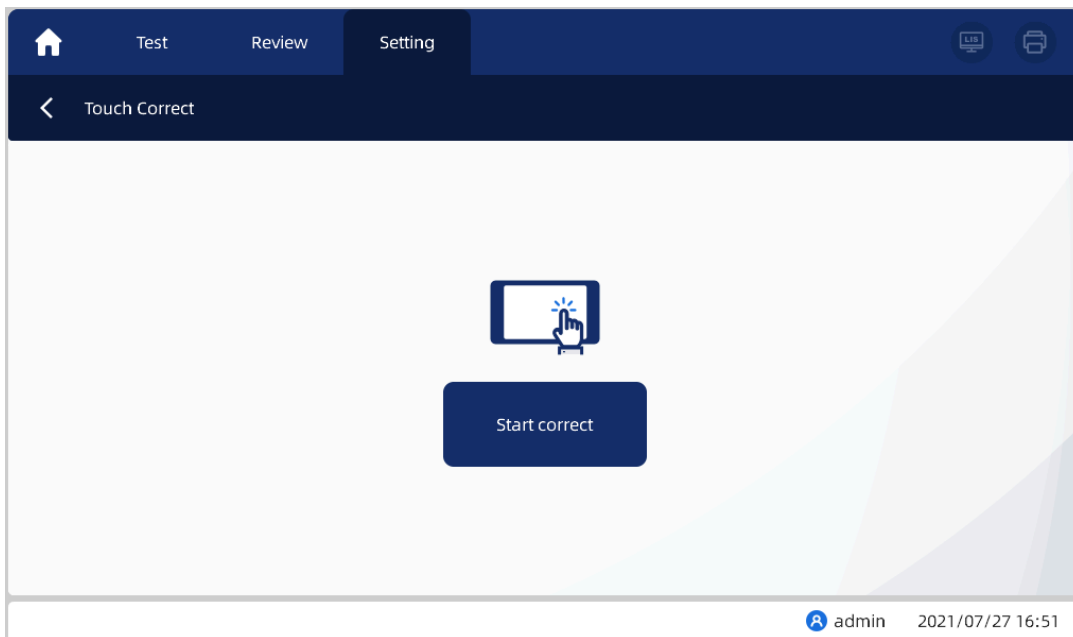 Test Review Setting LIS
Touch Correct
Start correct
admin 2021/07/27 16:51